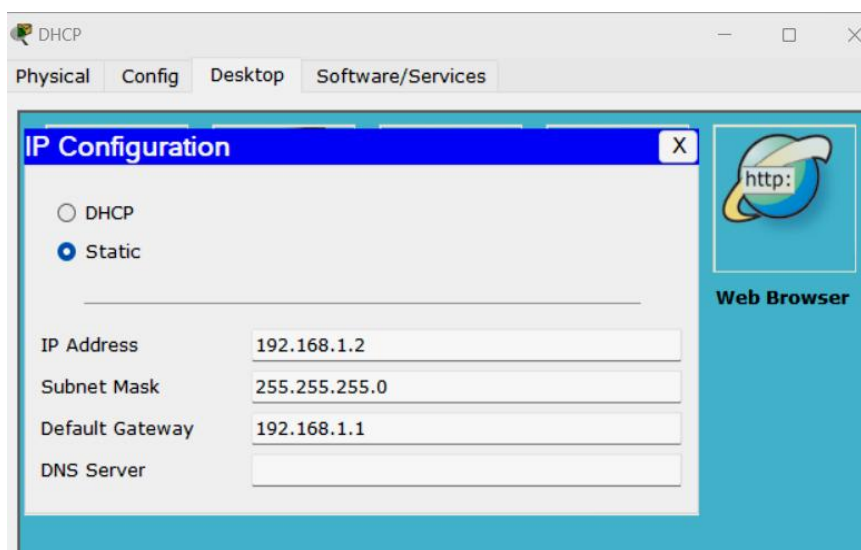 DHCP
Physical Config Desktop Software/Services
IP Configuration X
http:
DHCP
Static
Web Browser
IP Address 192.168.1.2
Subnet Mask 255.255.255.0
Default Gateway 192.168.1.1
DNS Server